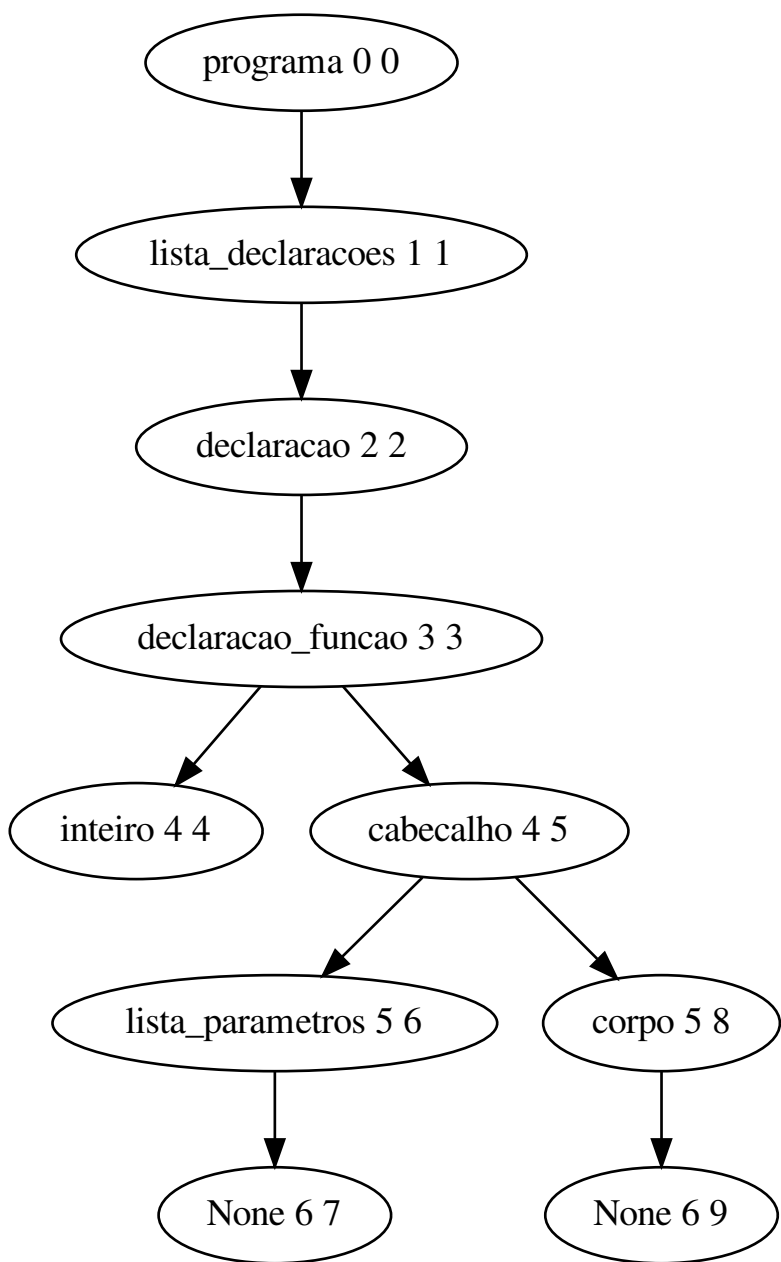 programa 0 0
lista_declaracoes 1 1
declaracao 2 2
declaracao_funcao 3 3
inteiro 4 4
cabecalho 4 5
lista_parametros 5 6
corpo 5 8
None 6 7
None 6 9